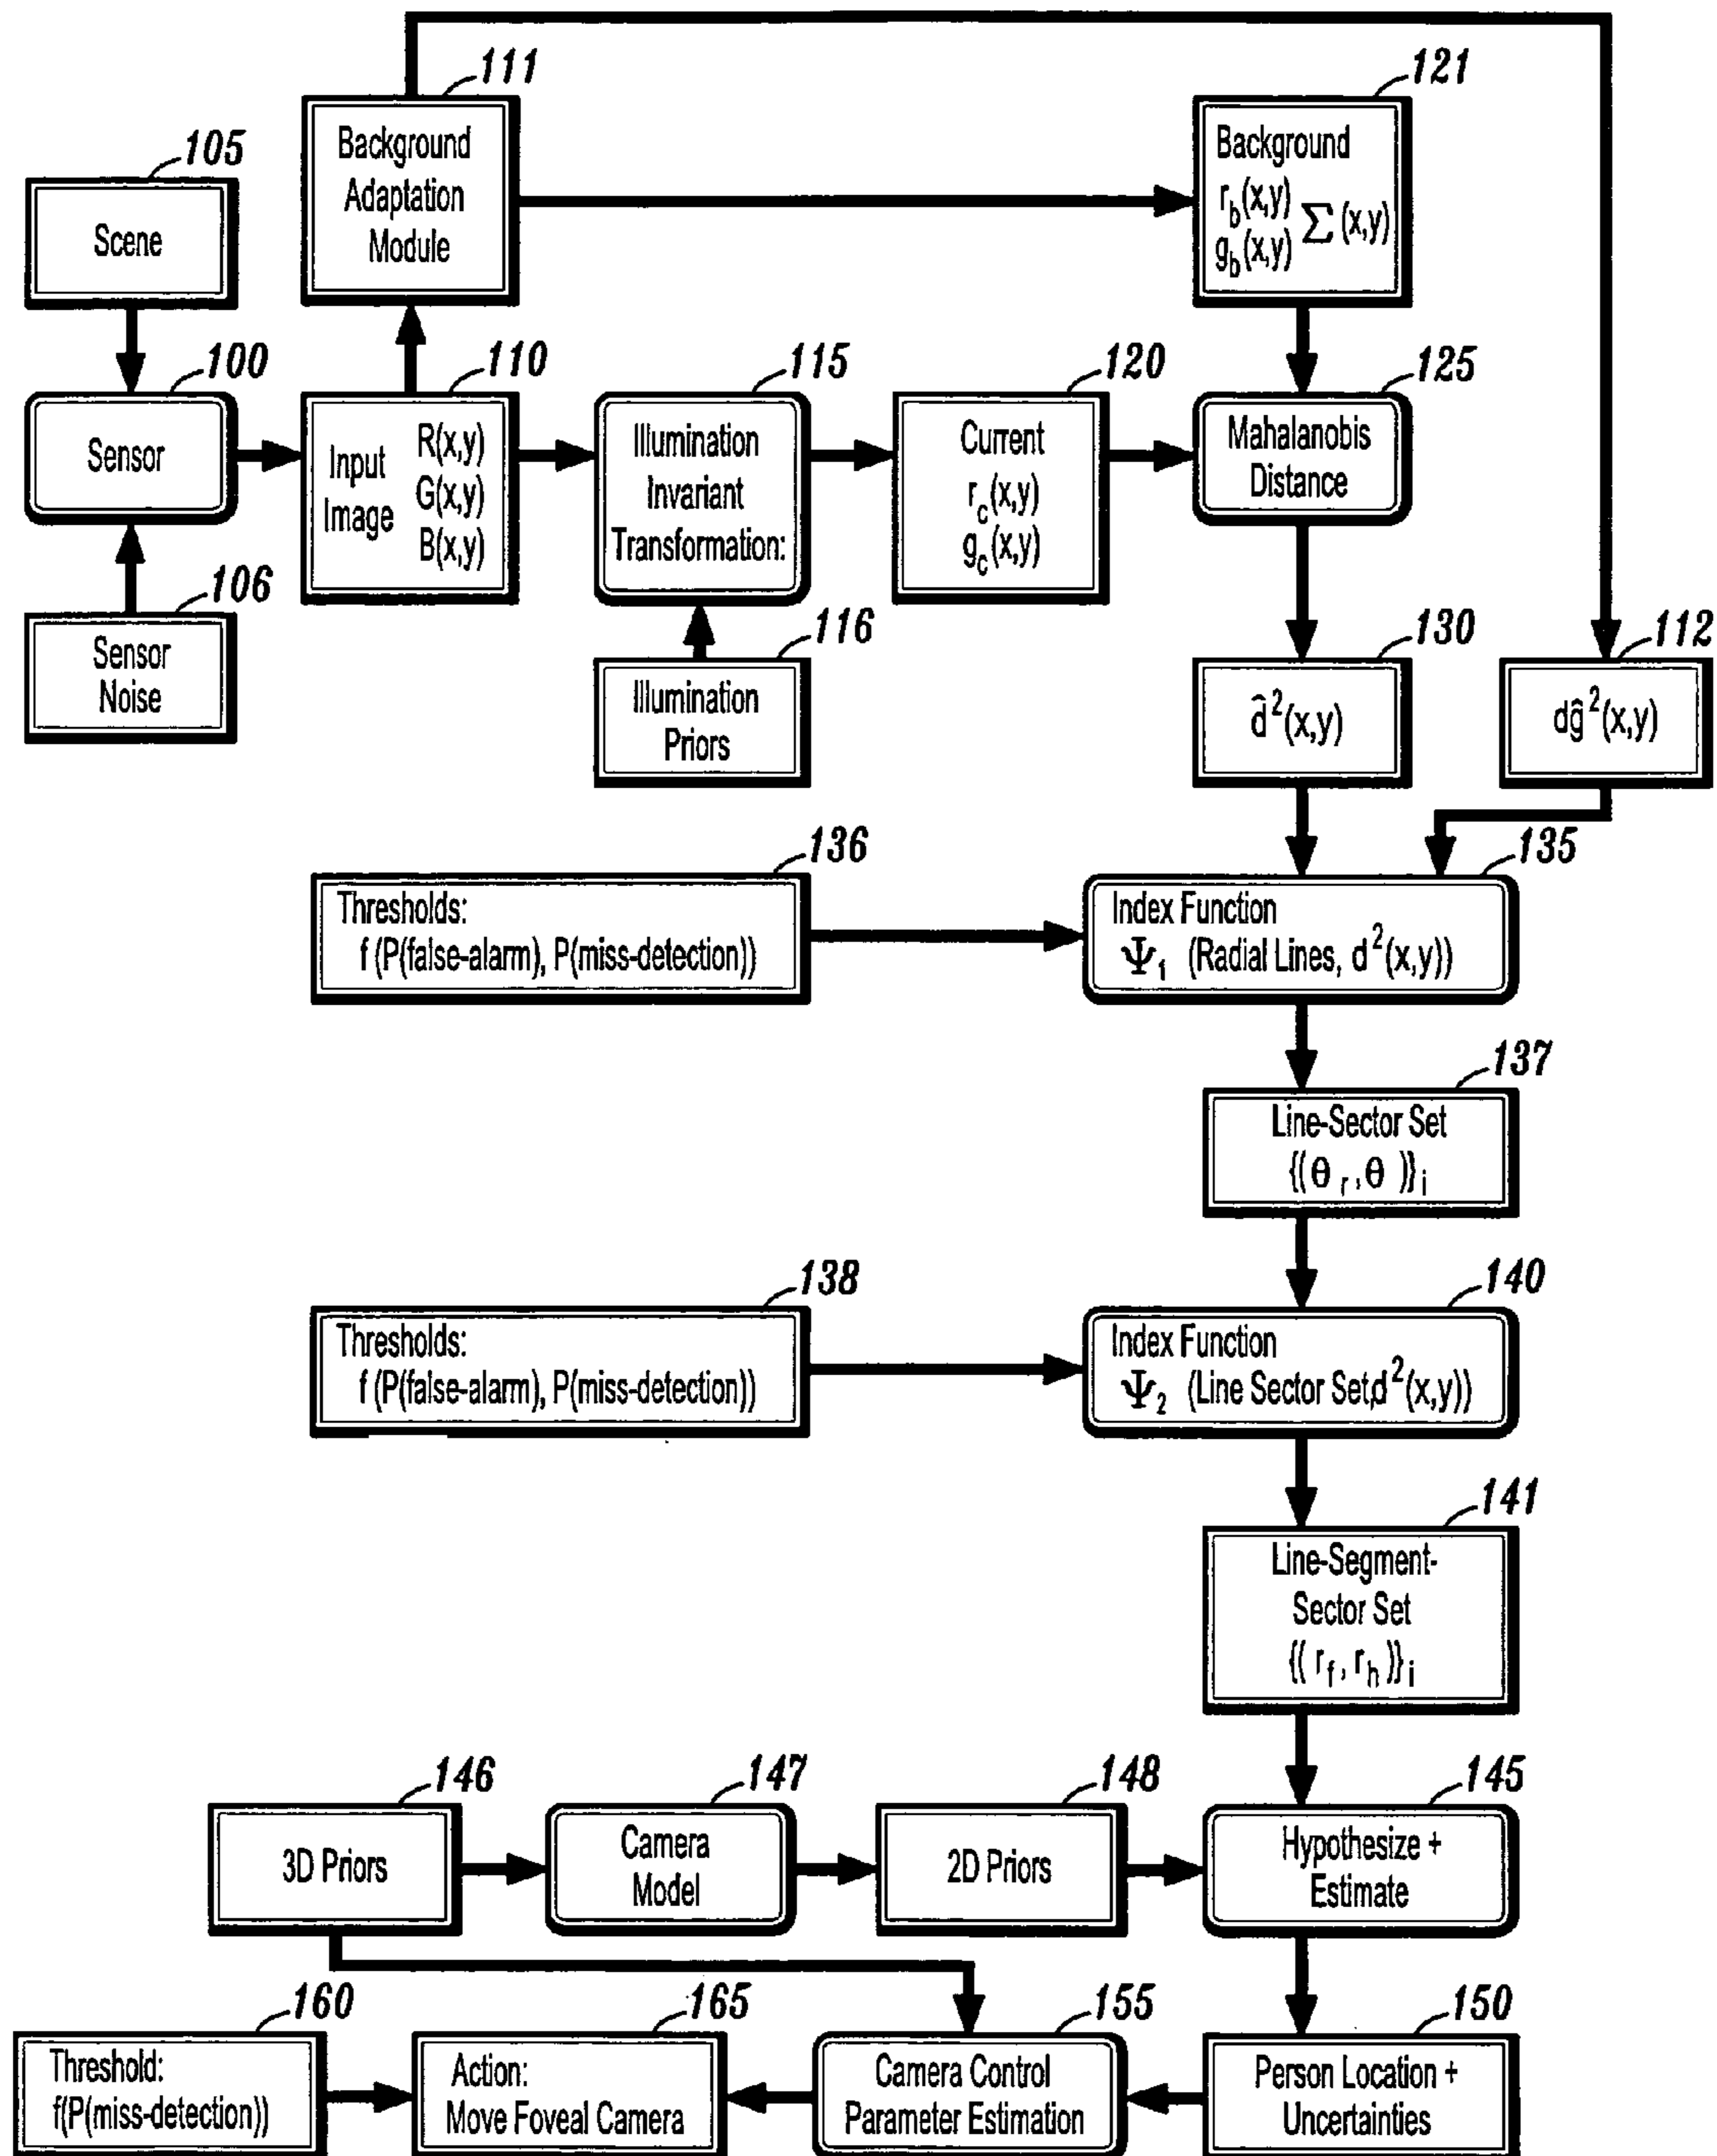 111
Background
Adaptation
Module
121
Background
r_b(x,y)
g_b(x,y) Σ(x,y)
105
Scene
100
Sensor
106
Sensor
Noise
110
Input
Image
R(x,y)
G(x,y)
B(x,y)
115
Illumination
Invariant
Transformation:
116
Illumination
Priors
120
Current
r_c(x,y)
g_c(x,y)
125
Mahalanobis
Distance
130
d̂²(x,y)
112
dĝ²(x,y)
136
Thresholds:
f (P(false-alarm), P(miss-detection))
135
Index Function
Ψ₁ (Radial Lines, d²(x,y))
137
Line-Sector Set
{(θ_r,θ )}_i
138
Thresholds:
f (P(false-alarm), P(miss-detection))
140
Index Function
Ψ₂ (Line Sector Set,d²(x,y))
141
Line-Segment-
Sector Set
{(r_f,r_h)}_i
146
3D Priors
147
Camera
Model
148
2D Priors
145
Hypothesize +
Estimate
160
Threshold:
f(P(miss-detection))
165
Action:
Move Foveal Camera
155
Camera Control
Parameter Estimation
150
Person Location +
Uncertainties